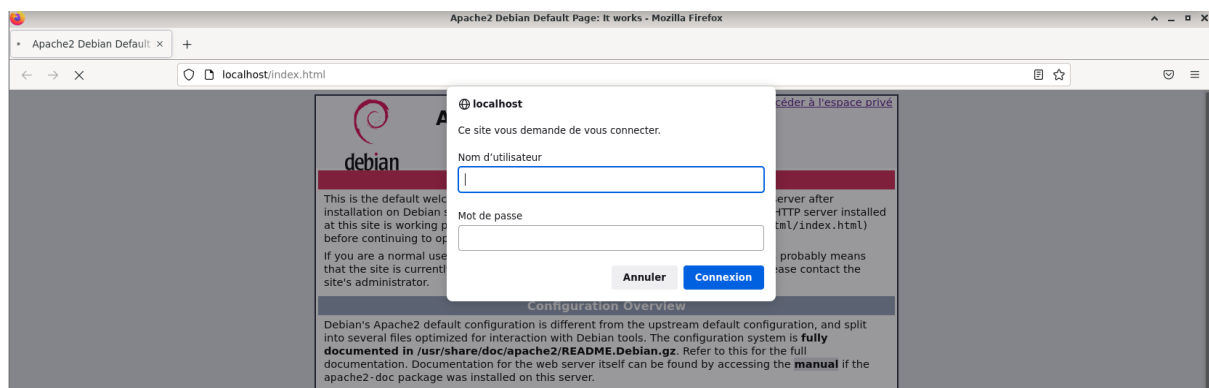 Apache2 Debian Default Page: It works - Mozilla Firefox
Apache2 Debian Default
localhost/index.html
céder à l'espace privé
A
debian
localhost
Ce site vous demande de vous connecter.
Nom d'utilisateur
Mot de passe
Annuler Connexion
This is the default welc erver after
installation on Debian s HTTP server installed
at this site is working p tml/index.html)
before continuing to op
If you are a normal use probably means
that the site is currentl ease contact the
site's administrator.
Configuration Overview
Debian's Apache2 default configuration is different from the upstream default configuration, and split
into several files optimized for interaction with Debian tools. The configuration system is fully
documented in /usr/share/doc/apache2/README.Debian.gz. Refer to this for the full
documentation. Documentation for the web server itself can be found by accessing the manual if the
apache2-doc package was installed on this server.